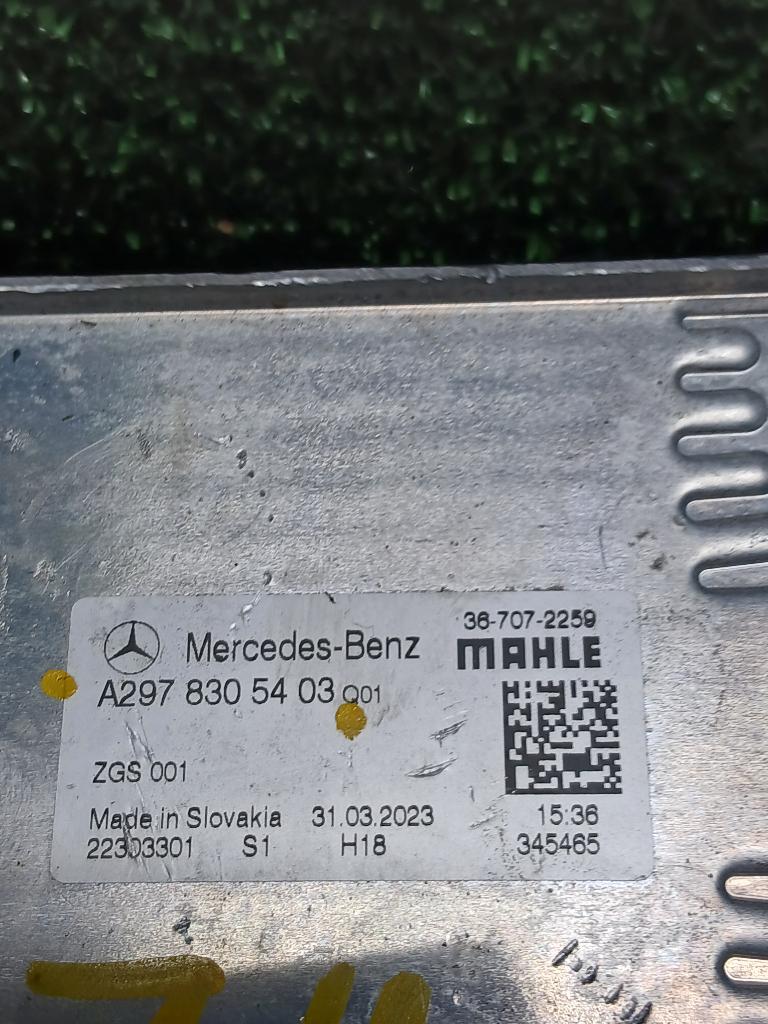 36-707-2259
Mercedes-Benz MAHLE
A297 830 54 03 Q01
ZGS 001
Made in Slovakia 31.03.2023 15:36
22303301 S1 H18 345465